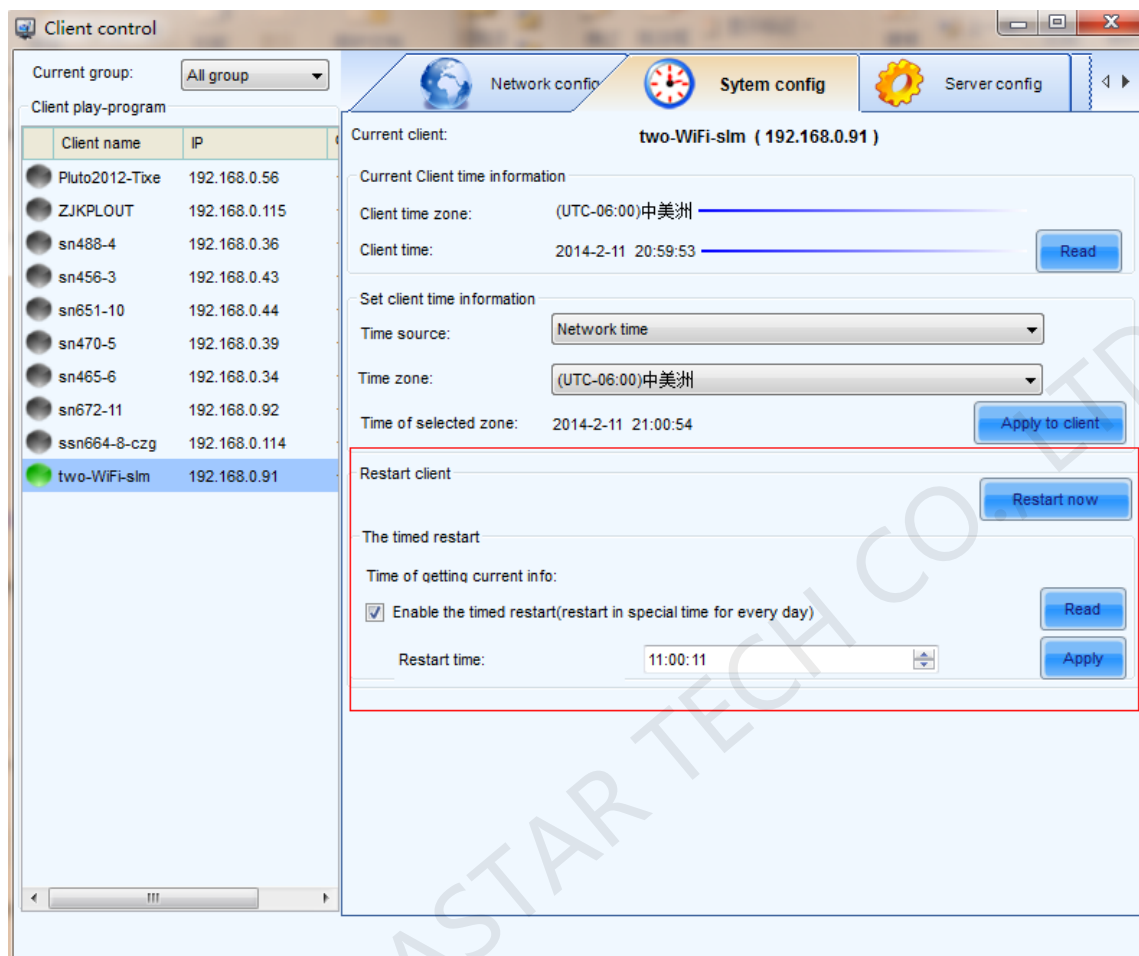 Client control
Current group: All group
Client play-program
Client name IP
Pluto2012-Tixe 192.168.0.56
ZJKPLOUT 192.168.0.115
sn488-4 192.168.0.36
sn456-3 192.168.0.43
sn651-10 192.168.0.44
sn470-5 192.168.0.39
sn465-6 192.168.0.34
sn672-11 192.168.0.92
ssn664-8-czg 192.168.0.114
two-WiFi-slm 192.168.0.91
Network config Sytem config Server config
Current client: two-WiFi-slm ( 192.168.0.91 )
Current Client time information
Client time zone: (UTC-06:00)中美洲
Client time: 2014-2-11 20:59:53 Read
Set client time information
Time source: Network time
Time zone: (UTC-06:00)中美洲
Time of selected zone: 2014-2-11 21:00:54 Apply to client
Restart client
Restart now
The timed restart
Time of getting current info:
Enable the timed restart(restart in special time for every day) Read
Restart time: 11:00:11 Apply
ASTAR TECH CO., LTD